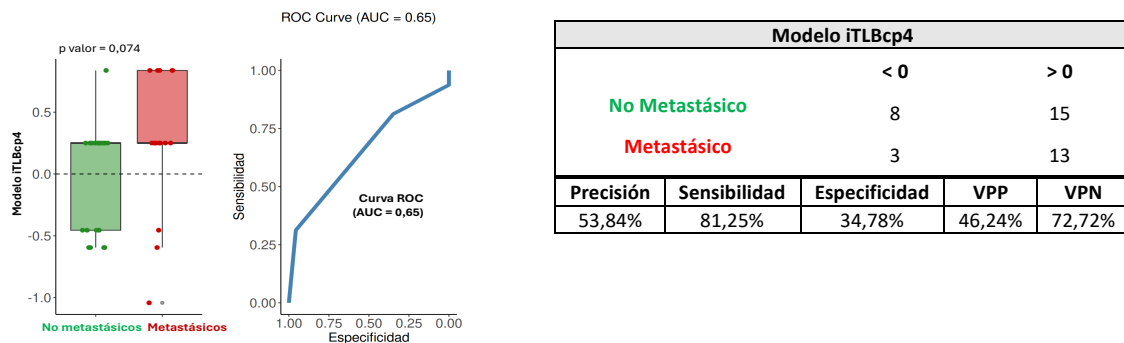 ROC Curve (AUC = 0.65)
p valor = 0,074
Modelo iTLBcp4
0.5
0.0
-0.5
-1.0
No metastásicos Metastásicos
Sensibilidad
1.00
0.75
0.50
0.25
0.00
Curva ROC
(AUC = 0,65)
1.00 0.75 0.50 0.25 0.00
Especificidad
Modelo iTLBcp4
< 0 > 0
No Metastásico 8 15
Metastásico 3 13
Precisión Sensibilidad Especificidad VPP VPN
53,84% 81,25% 34,78% 46,24% 72,72%